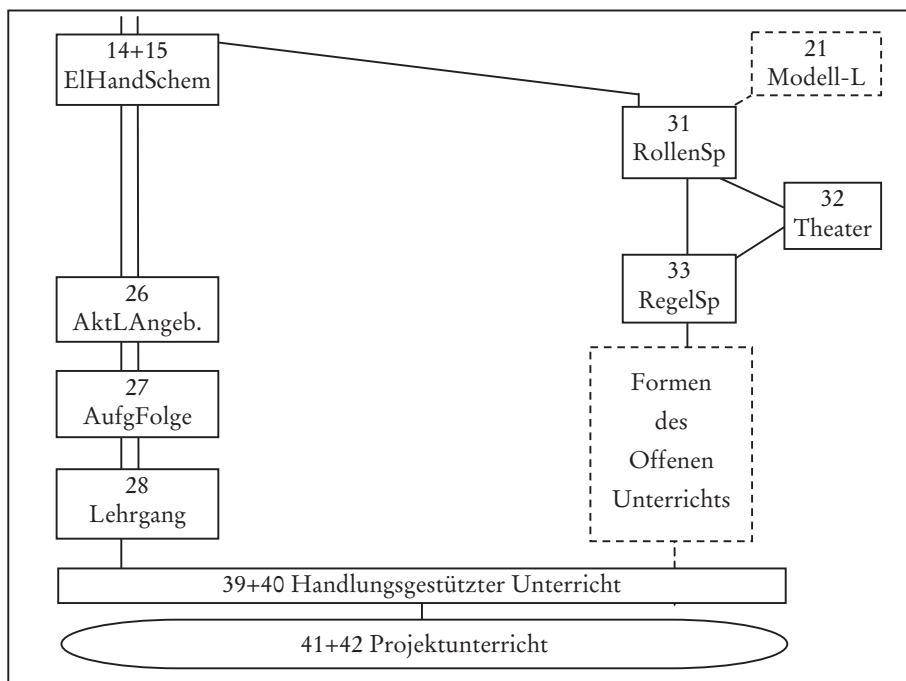 14+15
ElHandSchem
21
Modell-L
31
RollenSp
32
Theater
33
RegelSp
26
AktLAngeb.
27
AufgFolge
28
Lehrgang
Formen
des
Offenen
Unterrichts
39+40 Handlungsgestützter Unterricht
41+42 Projektunterricht